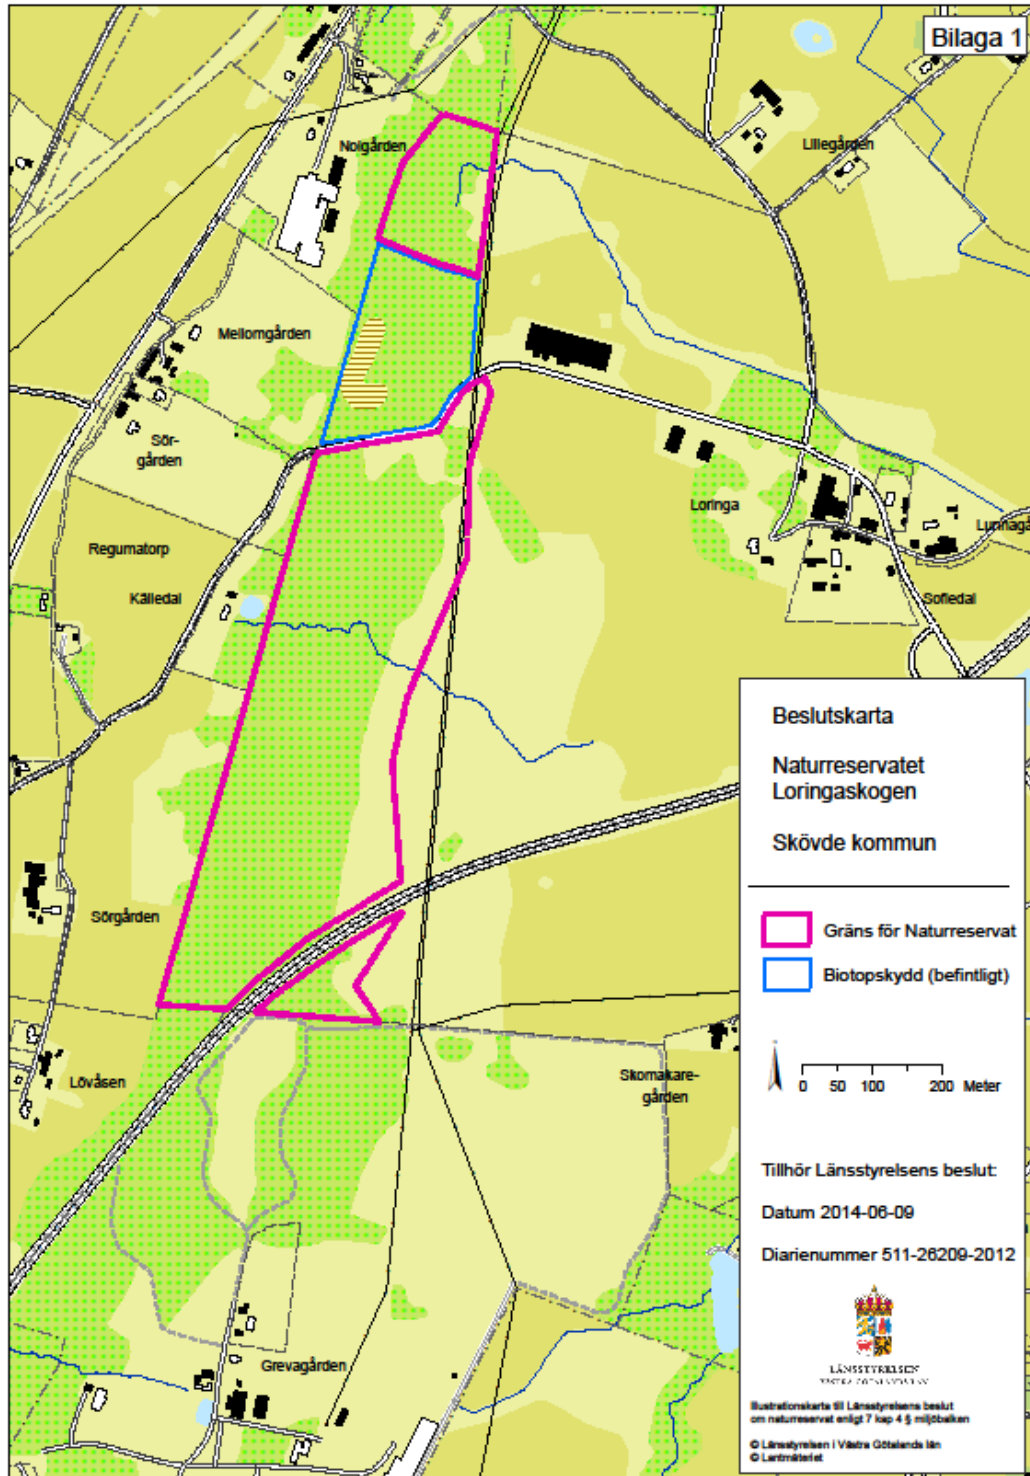 Bilaga 1
Nolgården
Lillegården
Mellomgården
Sör-
gården
Loringa
Lunnagå
Regumatorp
Källedal
Sofiedal
Beslutskarta
Naturreservatet
Loringaskogen
Skövde kommun
Sörgården
Gräns för Naturreservat
Biotopskydd (befintligt)
Lövåsen
Skomakare-
gården
0 50 100 200 Meter
Tillhör Länsstyrelsens beslut:
Datum 2014-06-09
Diarienummer 511-26209-2012
Grevagården
LÄNSSTYRELSEN
Illustrationskarta till Länsstyrelsens beslut
om naturreservat enligt 7 kap 4 § miljöbalken
© Länsstyrelsen i Västra Götalands län
© Lantmäteriet